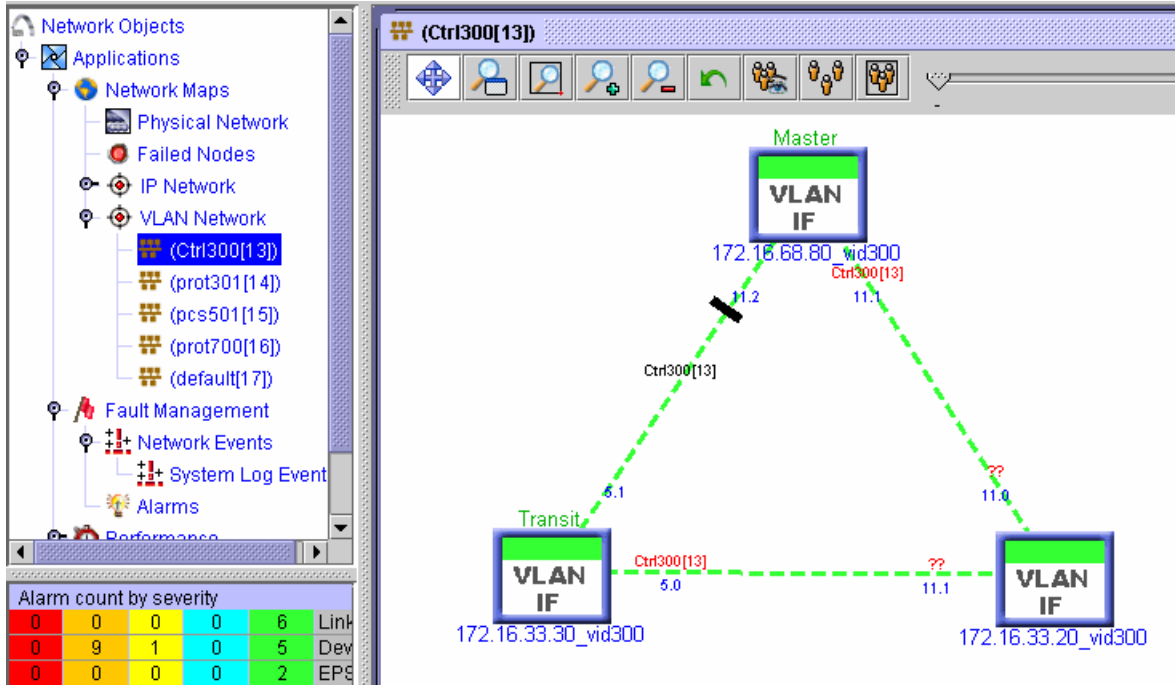 Network Objects
Applications
Network Maps
Physical Network
Failed Nodes
IP Network
VLAN Network
(Ctrl300[13])
(prot301[14])
(pcs501[15])
(prot700[16])
(default[17])
Fault Management
Network Events
System Log Event
Alarms
Performance
Alarm count by severity
0 0 0 0 6 Link
0 9 1 0 5 Dev
0 0 0 0 2 EPS
(Ctrl300[13])
Master
VLAN
IF
172.16.68.80_vid300
Ctrl300[13]
11.2
11.1
Ctrl300[13]
5.1
??
11.0
Transit
VLAN
IF
172.16.33.30_vid300
Ctrl300[13]
5.0
??
11.1
VLAN
IF
172.16.33.20_vid300